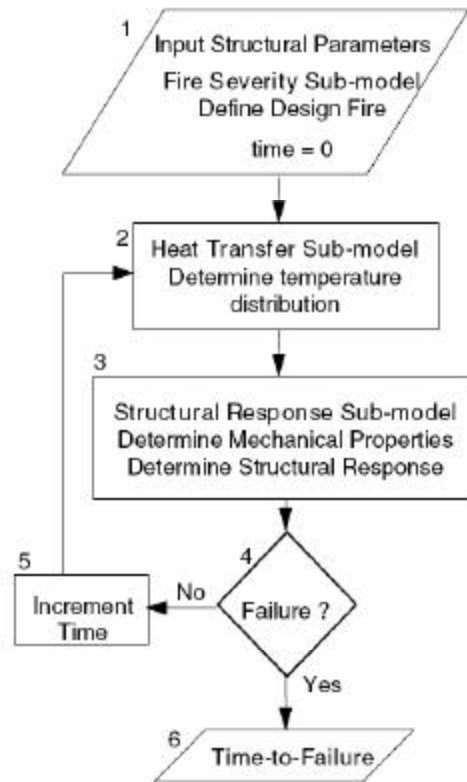 1
Input Structural Parameters
Fire Severity Sub-model
Define Design Fire
time = 0
2
Heat Transfer Sub-model
Determine temperature
distribution
3
Structural Response Sub-model
Determine Mechanical Properties
Determine Structural Response
4
Failure ?
No
5
Increment
Time
Yes
6
Time-to-Failure